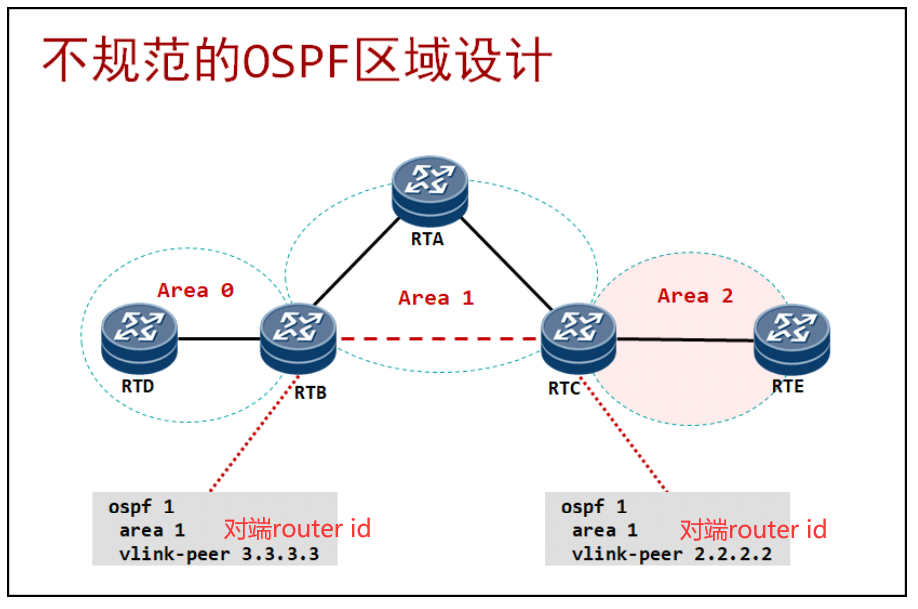 不规范的OSPF区域设计
RTA
Area 0
Area 1
Area 2
RTD
RTB
RTC
RTE
ospf 1
area 1
对端router id
vlink-peer 3.3.3.3
ospf 1
area 1
对端router id
vlink-peer 2.2.2.2